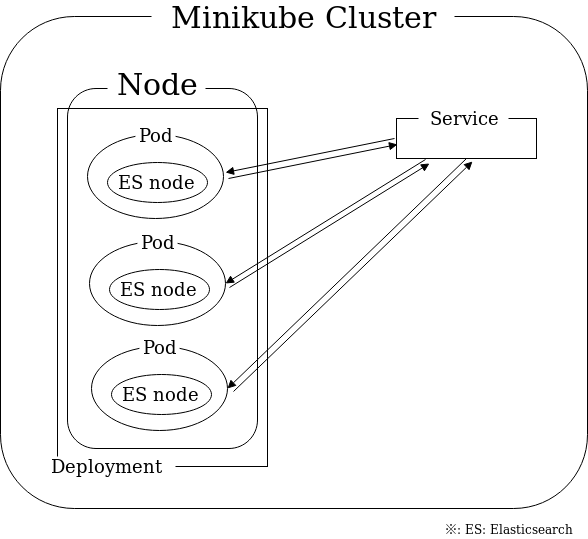 Minikube Cluster
Node
Service
Pod
ES node
Pod
ES node
Pod
ES node
Deployment
※: ES: Elasticsearch